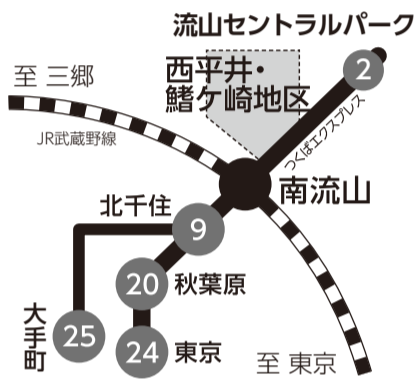 流山セントラルパーク
2
西平井・
鰭ケ崎地区
至 三郷
つくばエクスプレス
JR武蔵野線
南流山
北千住
9
20
秋葉原
大手町
25
24
東京
至 東京